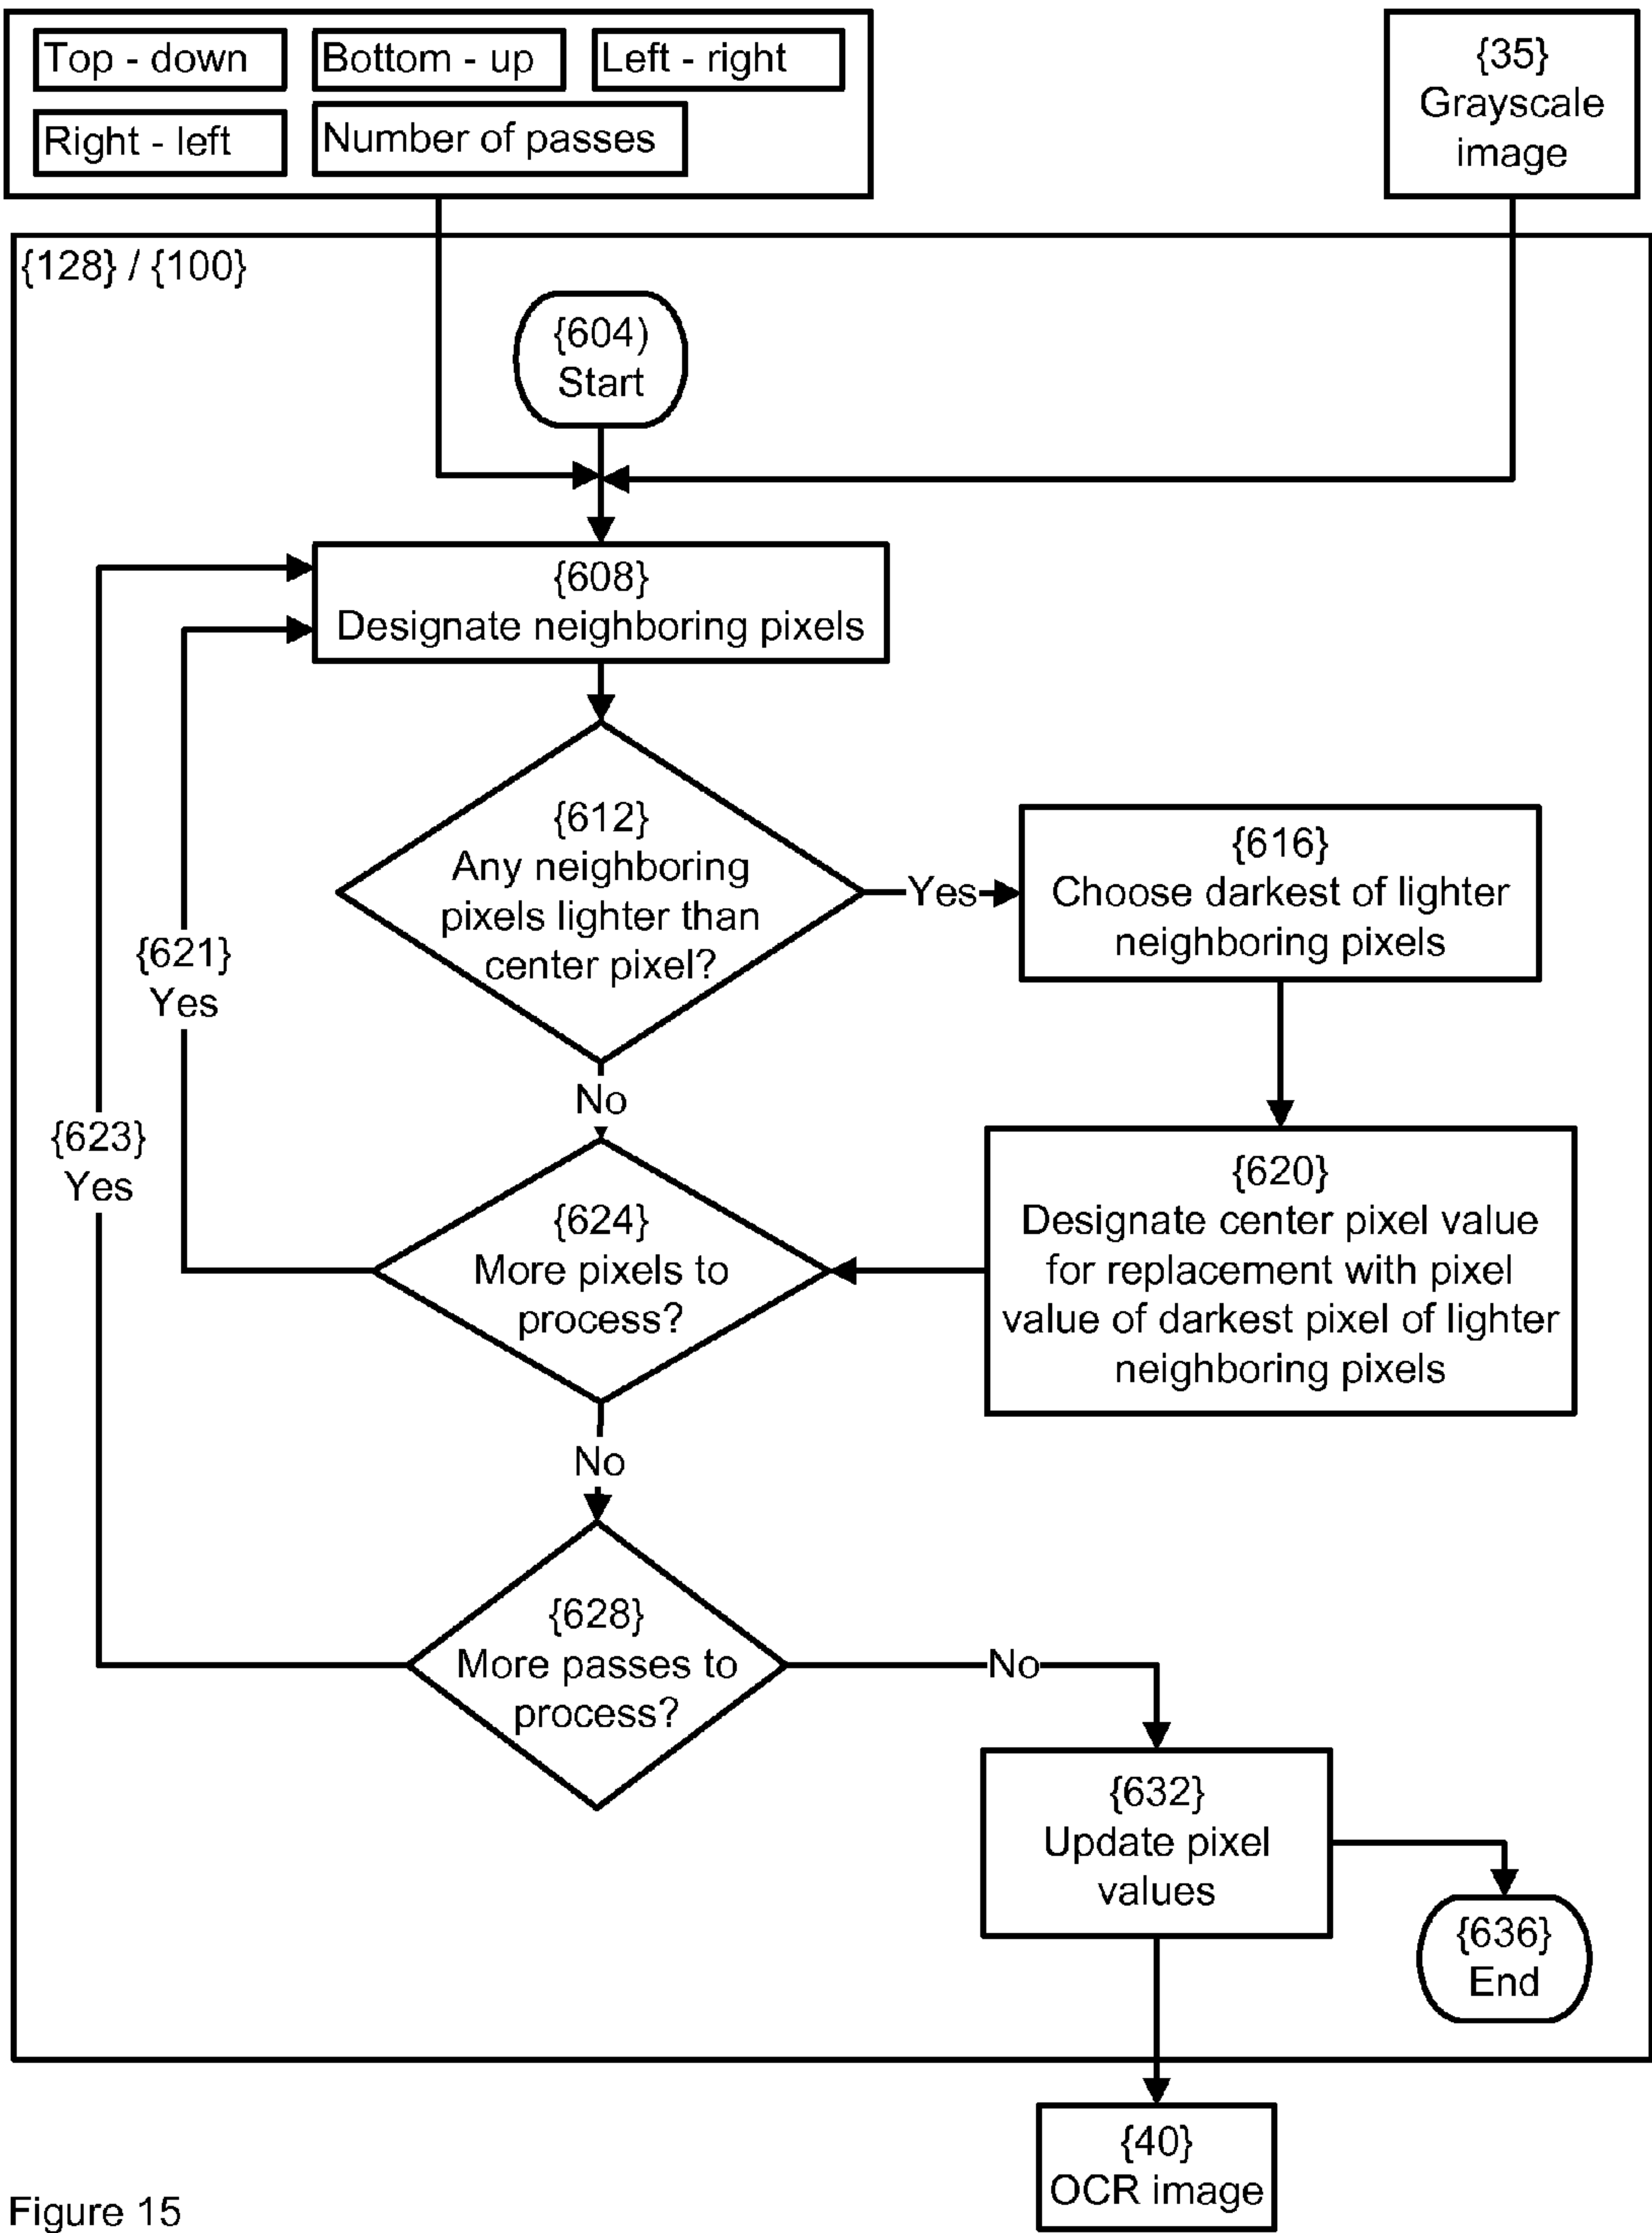 Top - down
Bottom - up
Left - right
Right - left
Number of passes
{35}
Grayscale
image
{128} / {100}
{604)
Start
{608}
Designate neighboring pixels
{612}
Any neighboring
pixels lighter than
center pixel?
Yes
{616}
Choose darkest of lighter
neighboring pixels
{621}
Yes
No
{623}
Yes
{620}
Designate center pixel value
for replacement with pixel
value of darkest pixel of lighter
neighboring pixels
{624}
More pixels to
process?
No
{628}
More passes to
process?
No
{632}
Update pixel
values
{636}
End
{40}
OCR image
Figure 15